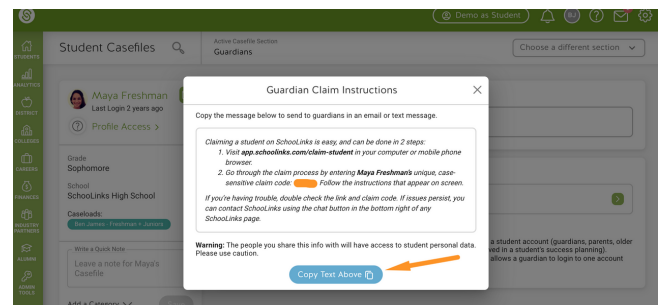 Demo as Student
BJ
Student Casefiles
Active Casefile Section
Guardians
Choose a different section
STUDENTS
ANALYTICS
DISTRICT
COLLEGES
CAREERS
FINANCES
INDUSTRY
PARTNERS
ALUMNI
ADMIN
TOOLS
Maya Freshman
Last Login 2 years ago
Profile Access >
Grade
Sophomore
School
SchooLinks High School
Caseloads:
Ben James - Freshman + Juniors
Write a Quick Note
Leave a note for Maya's
Casefile
Add a Category
Guardian Claim Instructions
Copy the message below to send to guardians in an email or text message.
Claiming a student on SchooLinks is easy, and can be done in 2 steps:
1. Visit app.schoolinks.com/claim-student in your computer or mobile phone
browser.
2. Go through the claim process by entering Maya Freshman's unique, case-
sensitive claim code: Follow the instructions that appear on screen.
If you're having trouble, double check the link and claim code. If issues persist, you
can contact SchooLinks using the chat button in the bottom right of any
SchooLinks page.
Warning: The people you share this info with will have access to student personal data.
Please use caution.
Copy Text Above
a student account (guardians, parents, older
ved in a student's success planning).
allows a guardian to login to one account